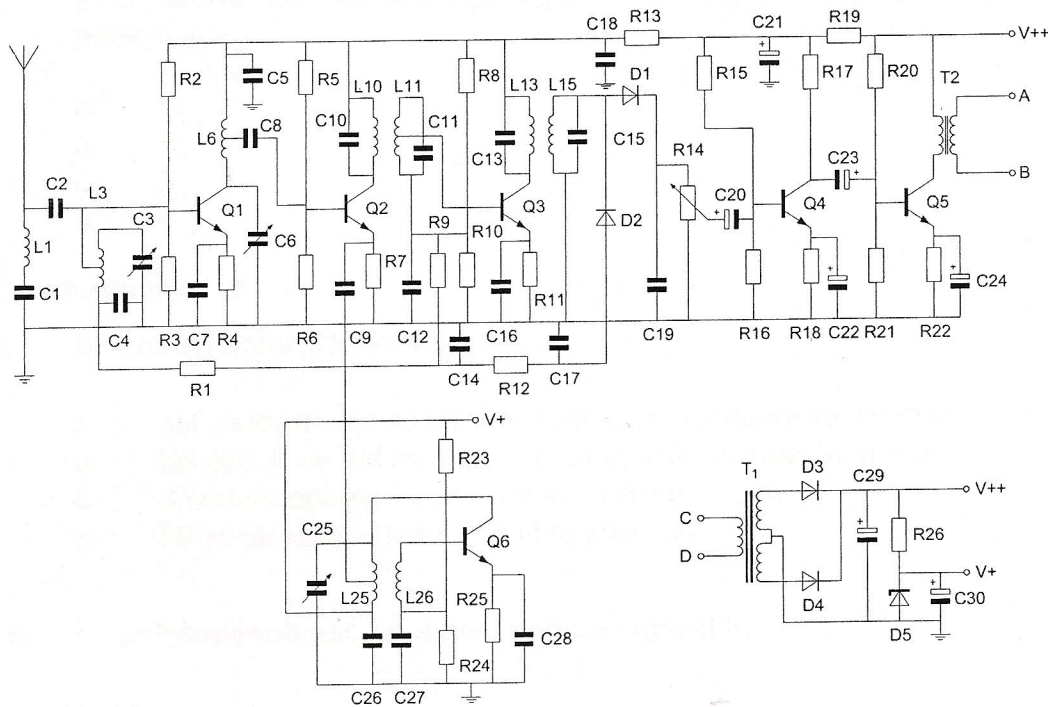 C18 R13 C21 R19 V++
R2 C5 R5 L10 L11 R8 L13 L15 D1 R15 R17 R20 T2
C8 C10 C11 C15 A
L6 C13 R14 C23
C2 L3 C20 B
C3 Q1 Q2 R9 Q3 D2 Q4 Q5
L1 C6 R7 R10
C1 R11 C24
C4 R3 C7 R4 R6 C9 C12 C16 C19 R16 R18 C22 R21 R22
R1 C14 R12 C17
V+
R23
T1 D3 C29 V++
C25 Q6 C R26
D
L25 L26 R25 D4 V+
C28 C30
R24 D5
C26 C27